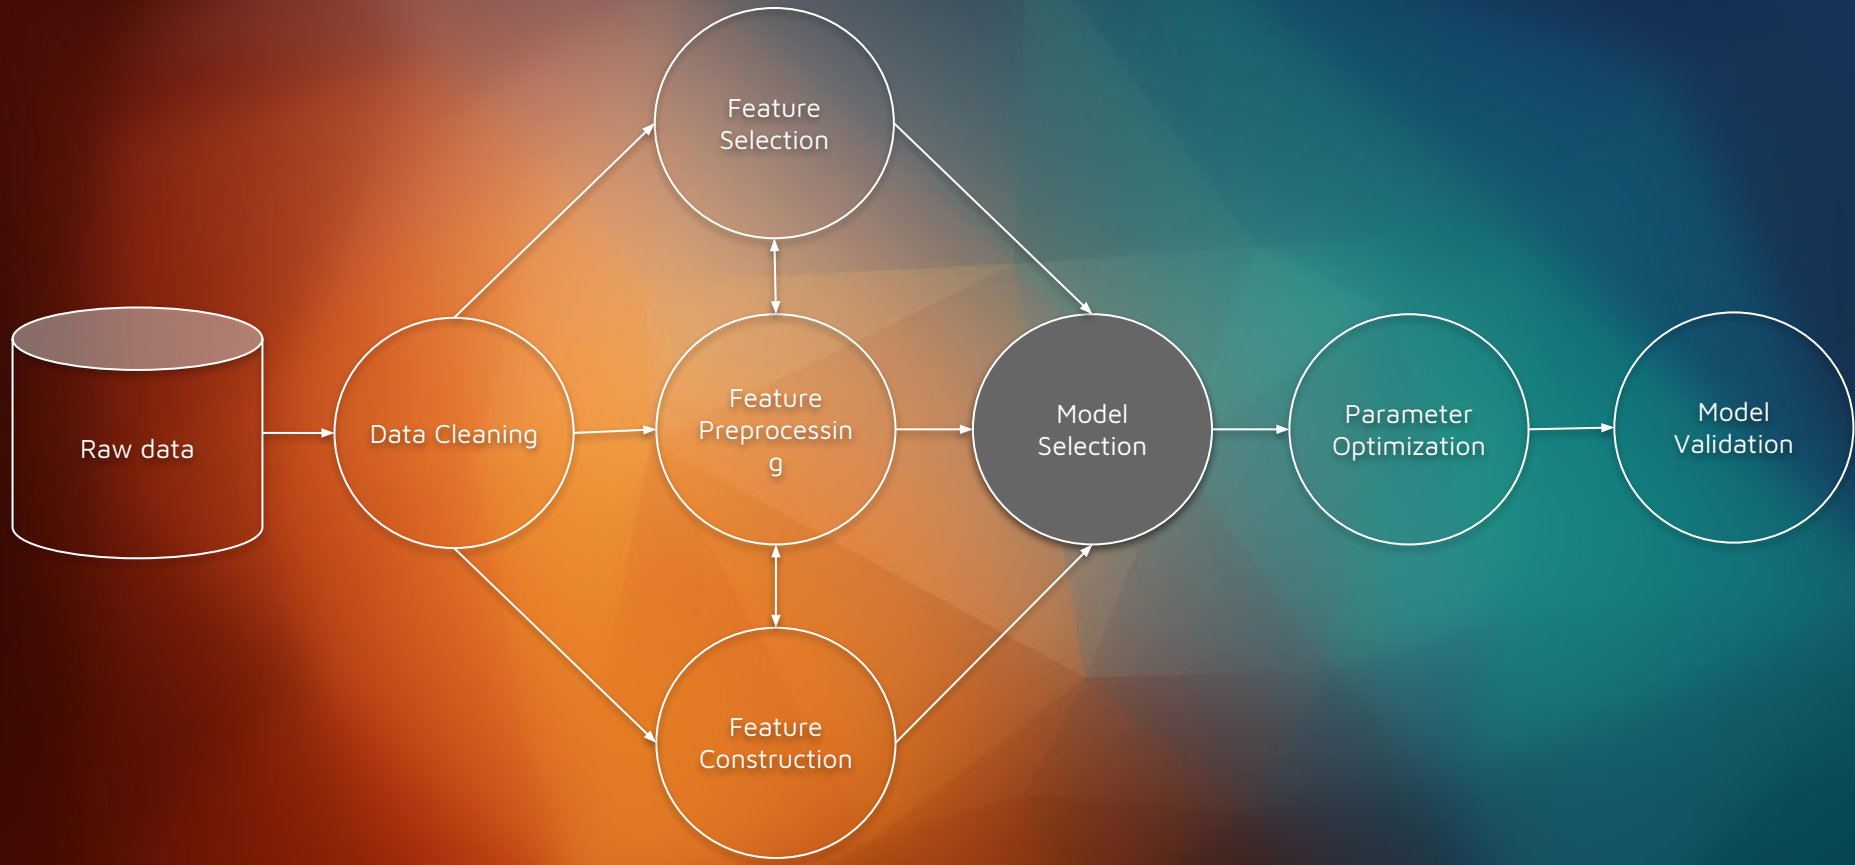 Feature
Selection
Raw data
Data Cleaning
Feature
Preprocessin
g
Model
Selection
Parameter
Optimization
Model
Validation
Feature
Construction